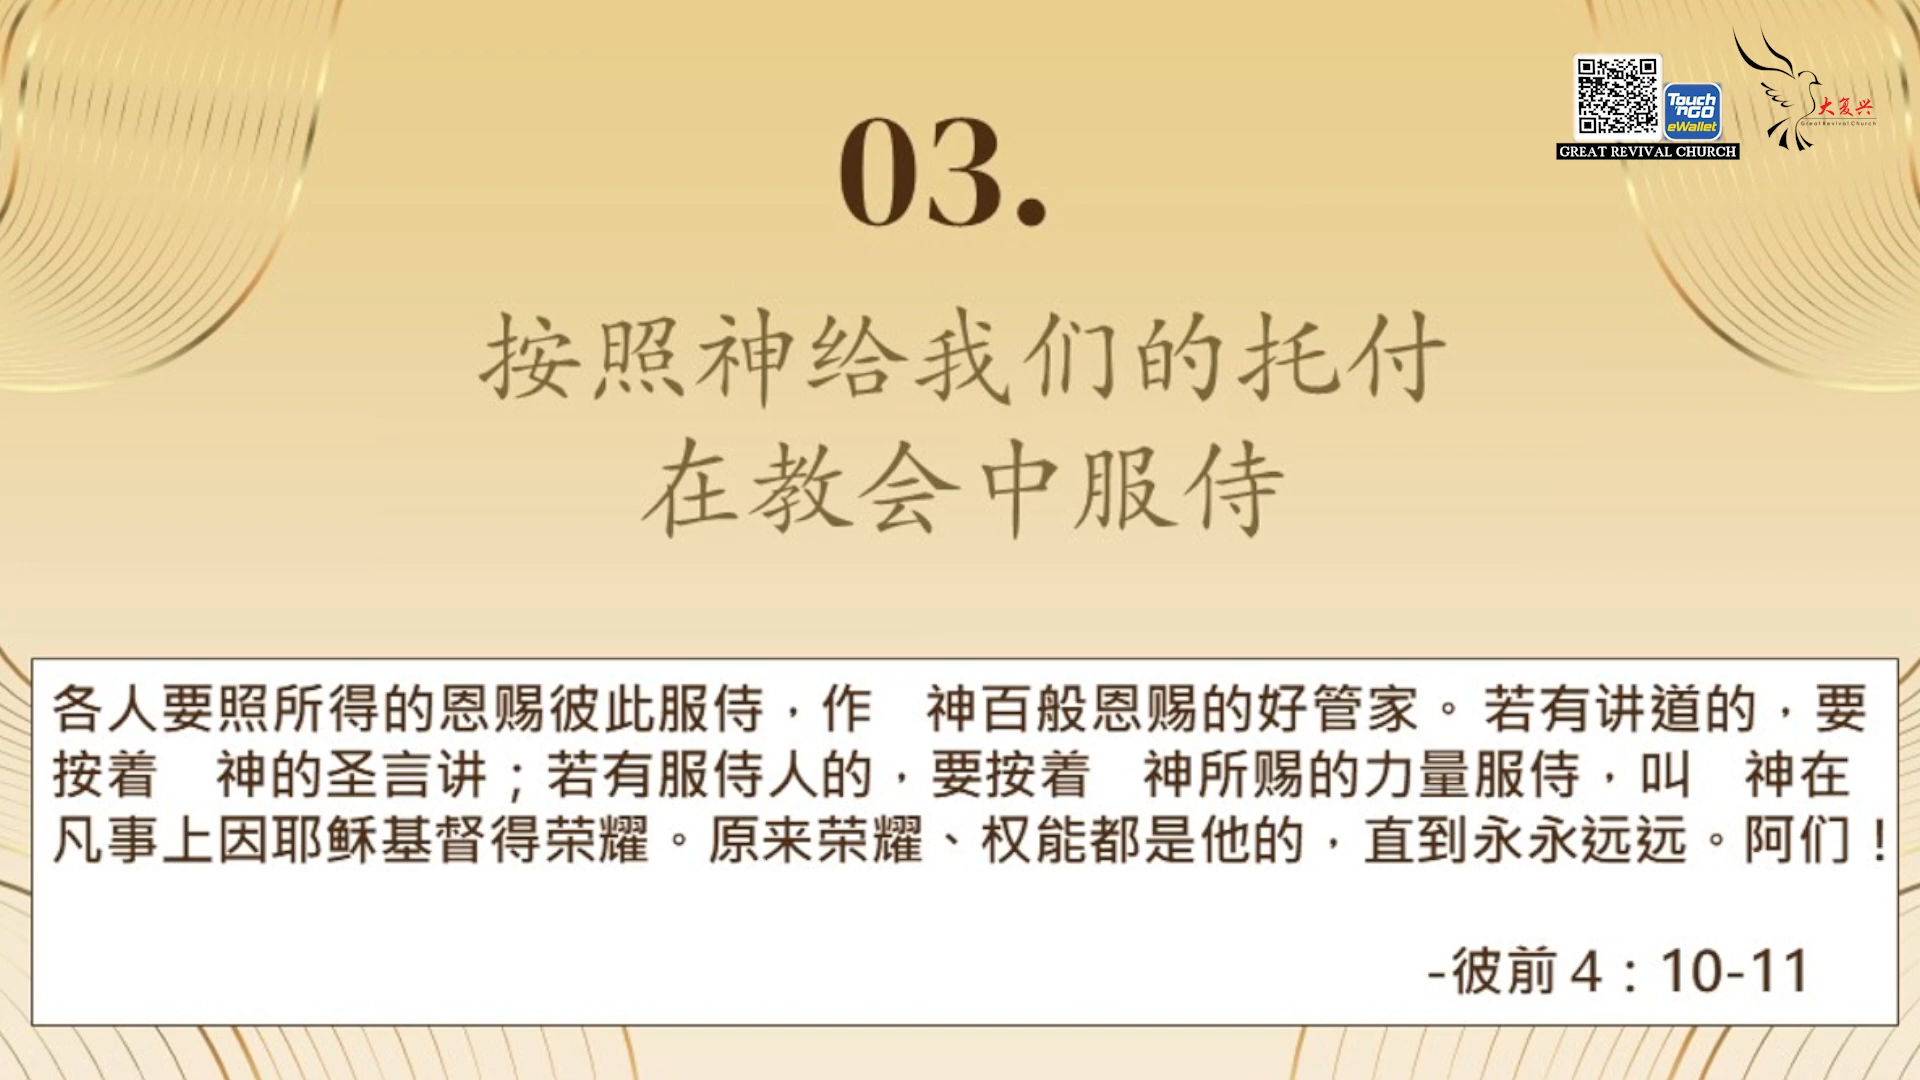 03.
Touch
'nGO
eWallet
GREAT REVIVAL CHURCH
大复兴
Great Revival Church
按照神给我们的托付
在教会中服侍
各人要照所得的恩赐彼此服侍，作　神百般恩赐的好管家。若有讲道的，要
按着　神的圣言讲；若有服侍人的，要按着　神所赐的力量服侍，叫　神在
凡事上因耶稣基督得荣耀。原来荣耀、权能都是他的，直到永永远远。阿们！
-彼前 4：10-11